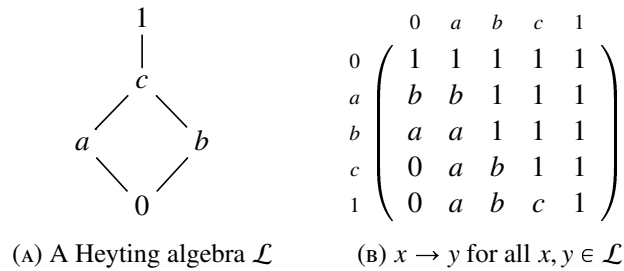 1
c
a b
0
0 a b c 1
0 1 1 1 1 1
a b b 1 1 1
b a a 1 1 1
c 0 a b 1 1
1 0 a b c 1
(A) A Heyting algebra ℒ
(B) x → y for all x, y ∈ ℒ